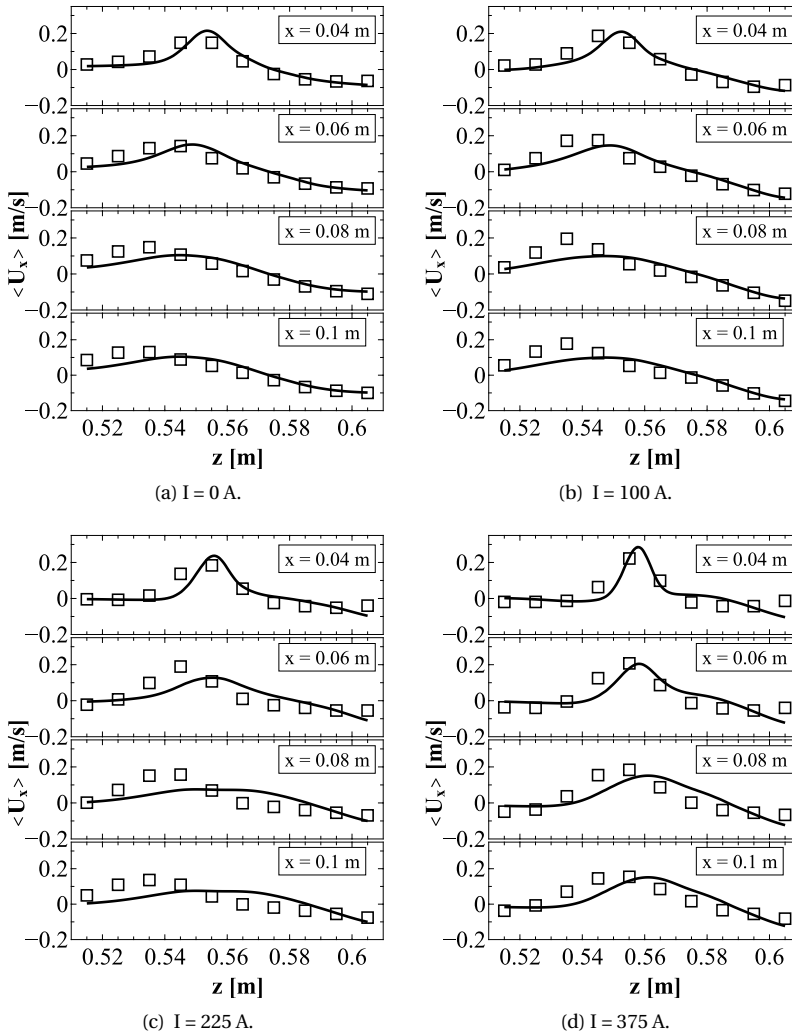 0.2
0
−0.2
x = 0.04 m
0.2
0
x = 0.06 m
0.2
0
−0.2
x = 0.08 m
0.2
0
−0.2
x = 0.1 m
0.52 0.54 0.56 0.58 0.6
<U_x> [m/s]
z [m]
(a) I = 0 A.
0.2
0
−0.2
x = 0.04 m
0.2
0
x = 0.06 m
0.2
0
−0.2
x = 0.08 m
0.2
0
−0.2
x = 0.1 m
0.52 0.54 0.56 0.58 0.6
<U_x> [m/s]
z [m]
(b) I = 100 A.
0.2
0
−0.2
x = 0.04 m
0.2
0
−0.2
x = 0.06 m
0.2
0
−0.2
x = 0.08 m
0.2
0
−0.2
x = 0.1 m
0.52 0.54 0.56 0.58 0.6
<U_x> [m/s]
z [m]
(c) I = 225 A.
0.2
0
−0.2
x = 0.04 m
0.2
0
−0.2
x = 0.06 m
0.2
0
−0.2
x = 0.08 m
0.2
0
−0.2
x = 0.1 m
0.52 0.54 0.56 0.58 0.6
<U_x> [m/s]
z [m]
(d) I = 375 A.